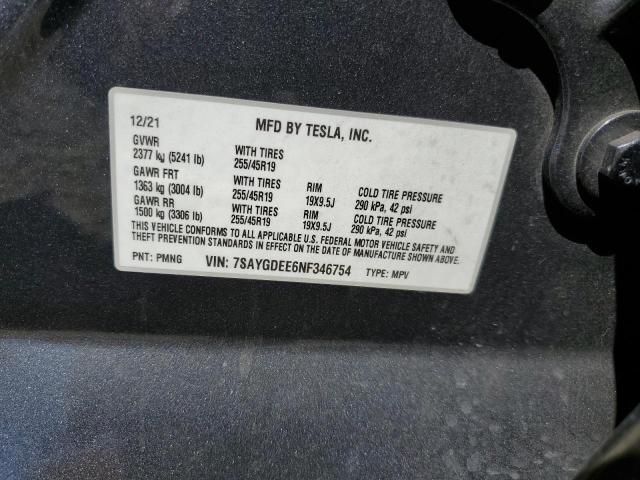 12/21 MFD BY TESLA, INC.
GVWR
2377 kg (5241 lb) WITH TIRES 255/45R19
GAWR FRT
1363 kg (3004 lb) WITH TIRES 255/45R19 RIM 19X9.5J COLD TIRE PRESSURE 290 kPa, 42 psi
GAWR RR
1500 kg (3306 lb) WITH TIRES 255/45R19 RIM 19X9.5J COLD TIRE PRESSURE 290 kPa, 42 psi
THIS VEHICLE CONFORMS TO ALL APPLICABLE U.S. FEDERAL MOTOR VEHICLE SAFETY AND
THEFT PREVENTION STANDARDS IN EFFECT ON THE DATE OF MANUFACTURE SHOWN ABOVE.
PNT: PMNG VIN: 7SAYGDEE6NF346754 TYPE: MPV